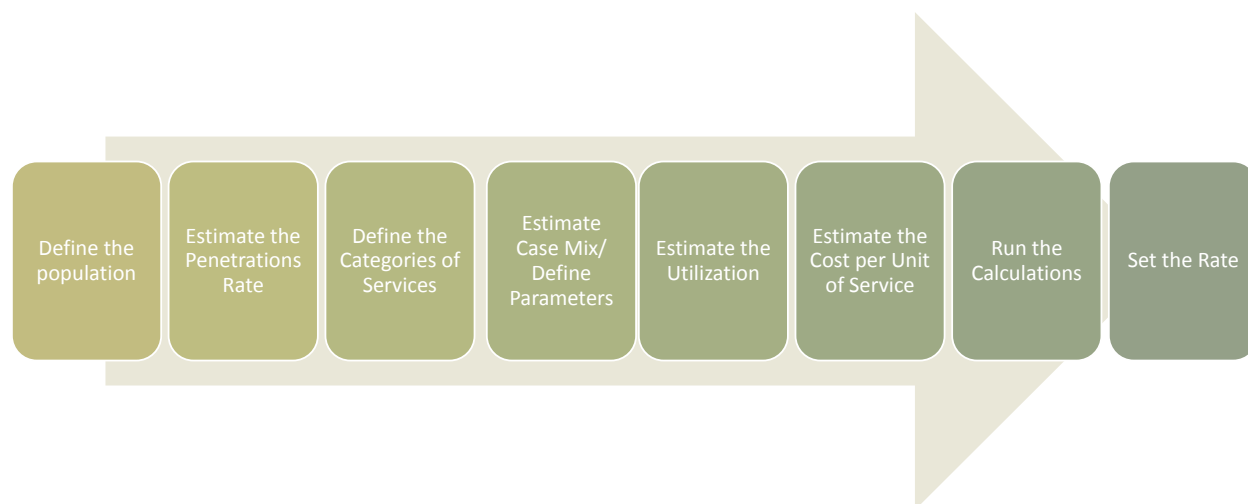 Define the
population
Estimate the
Penetrations
Rate
Define the
Categories of
Services
Estimate
Case Mix/
Define
Parameters
Estimate the
Utilization
Estimate the
Cost per Unit
of Service
Run the
Calculations
Set the Rate